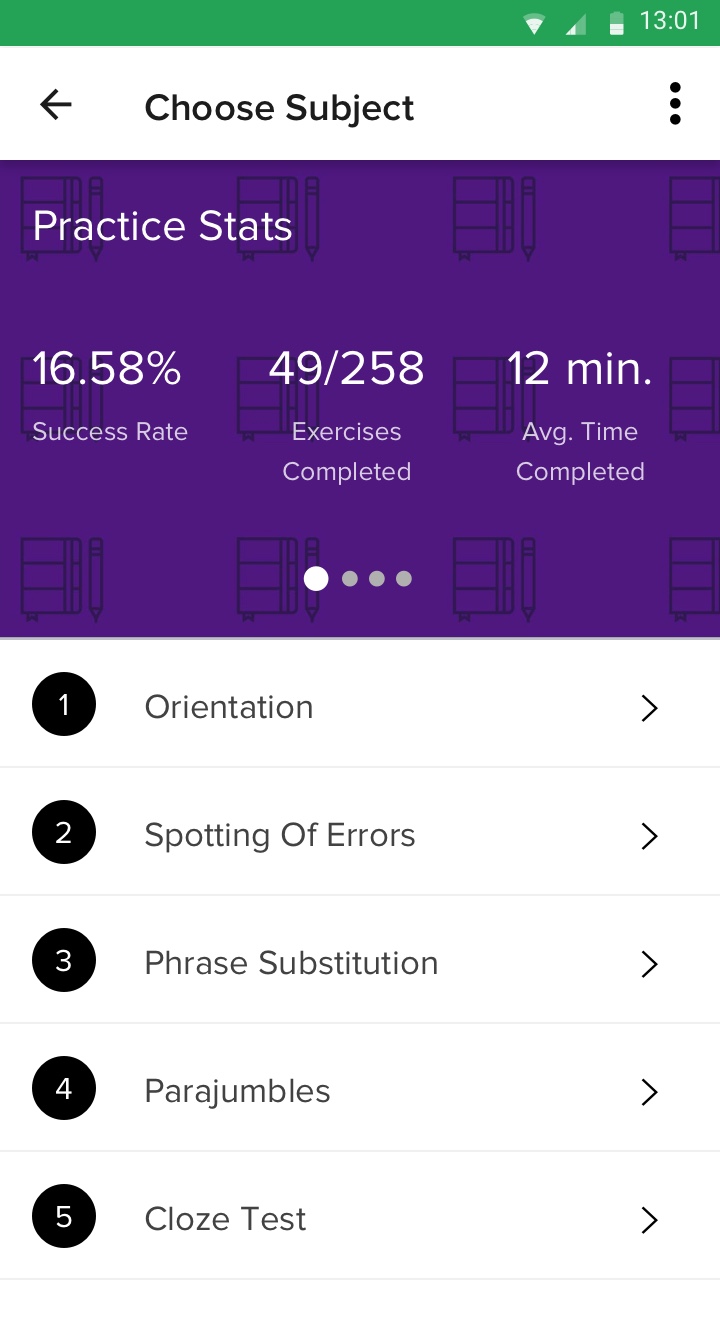 13:01
Choose Subject
Practice Stats
16.58% 49/258 12 min.
Success Rate Exercises Avg. Time
Completed Completed
1 Orientation
2 Spotting Of Errors
3 Phrase Substitution
4 Parajumbles
5 Cloze Test